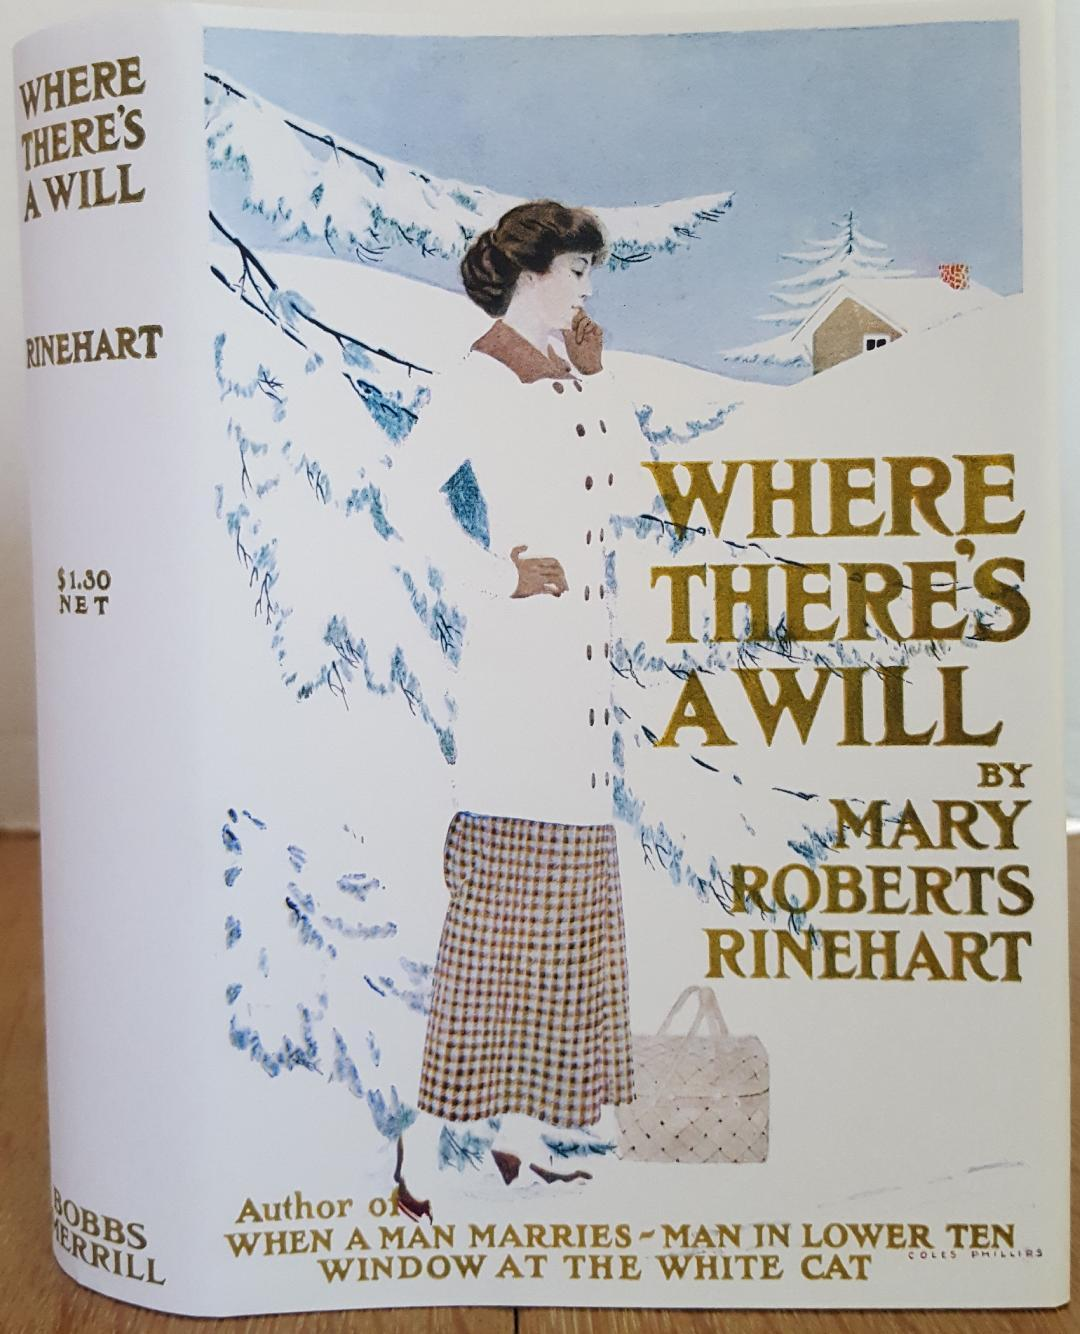 WHERE
THERE'S
A WILL
RINEHART
$1.30
NET
BOBBS
MERRILL
WHERE
THERE'S
A WILL
BY
MARY
ROBERTS
RINEHART
Author of
WHEN A MAN MARRIES ~ MAN IN LOWER TEN
WINDOW AT THE WHITE CAT
COLES PHILLIPS